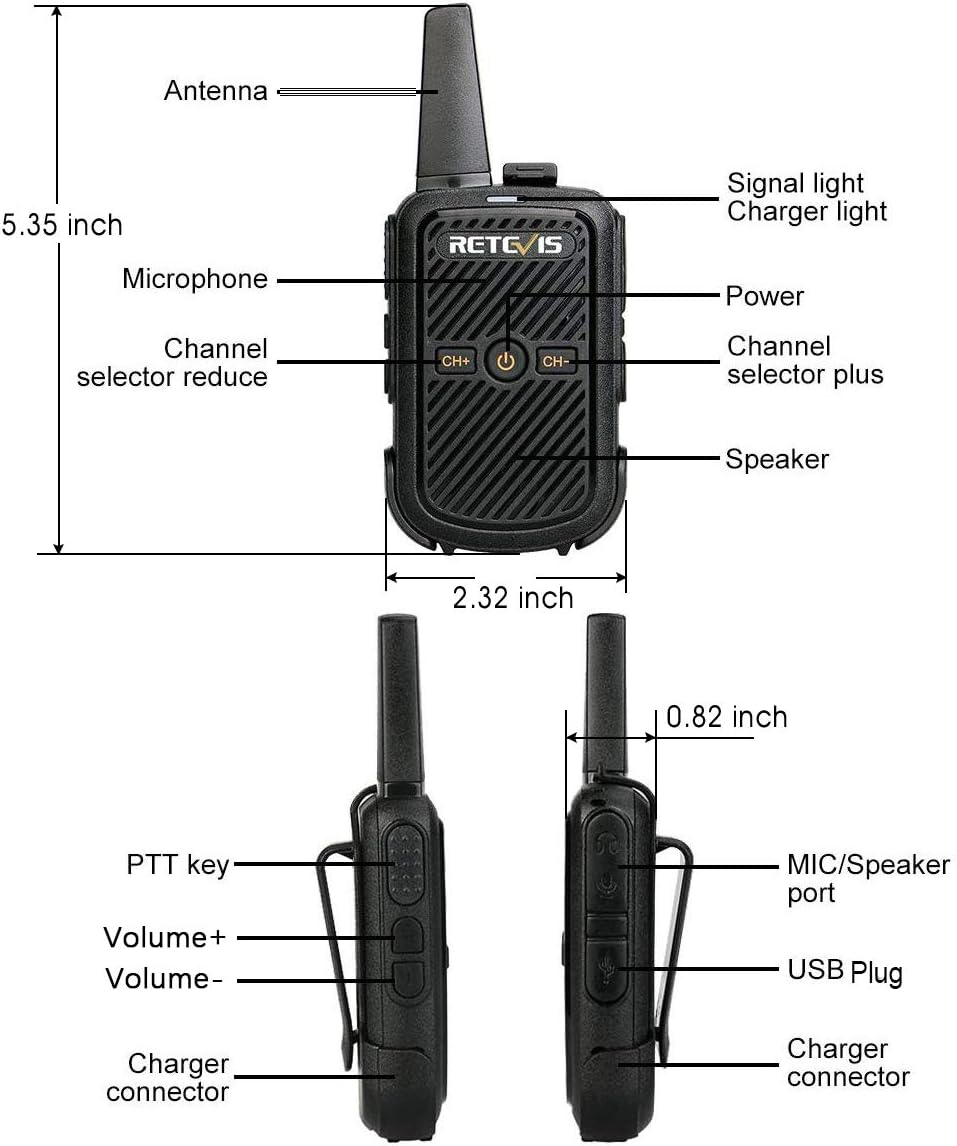 Antenna
Signal light
Charger light
5.35 inch
RETEVIS
Microphone
Power
Channel
selector reduce
CH+
CH-
Channel
selector plus
Speaker
2.32 inch
0.82 inch
PTT key
Volume+
Volume-
Charger
connector
MIC/Speaker
port
USB Plug
Charger
connector